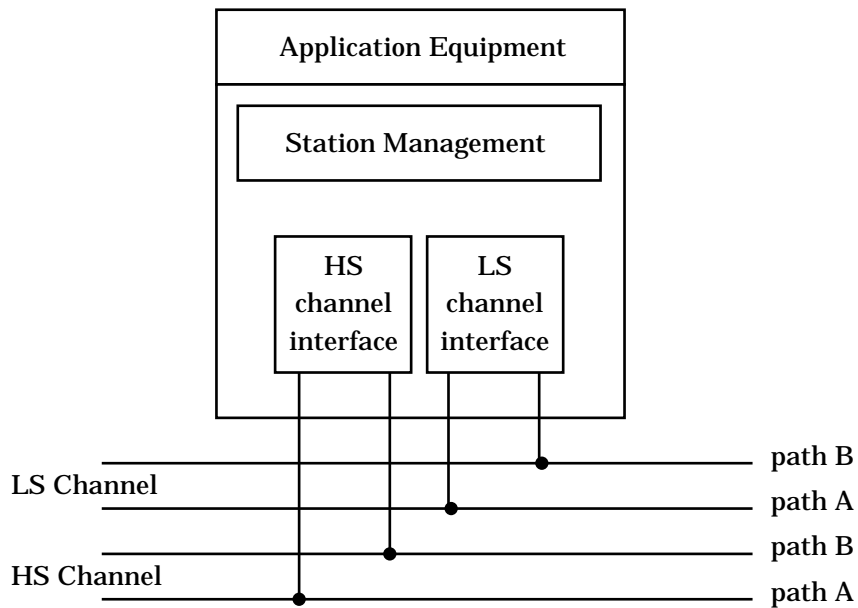 Application Equipment
Station Management
HS
channel
interface
LS
channel
interface
path B
LS Channel
path A
path B
HS Channel
path A